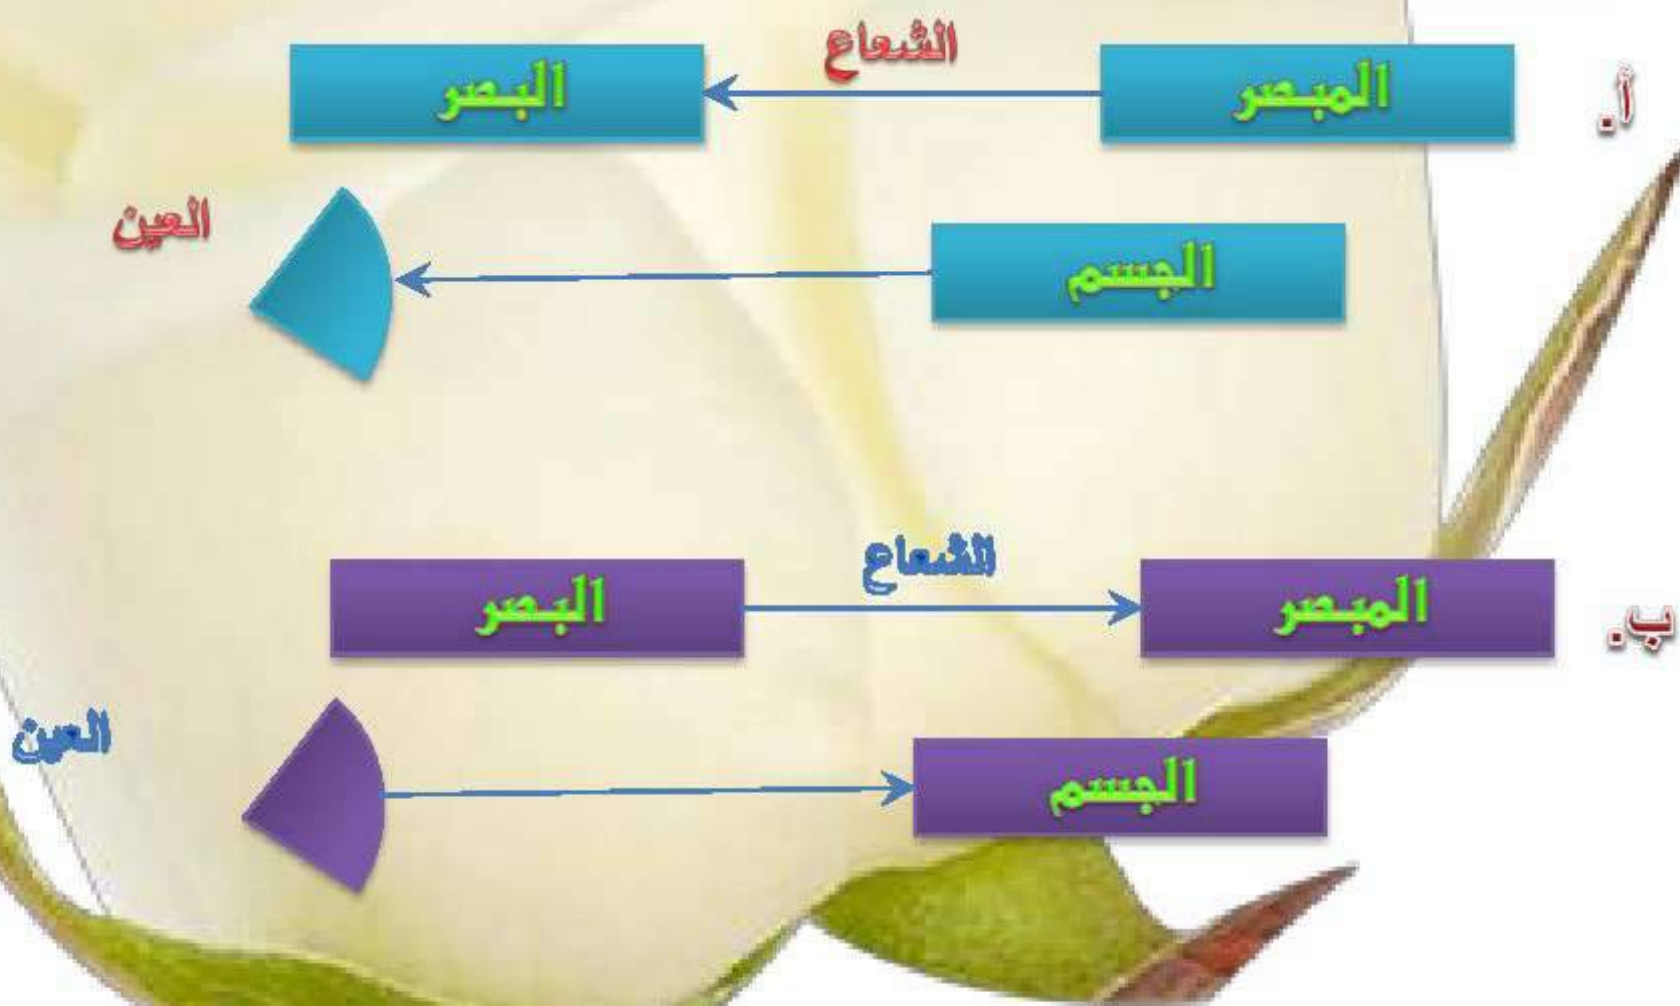 أ.
المبصر
الشعاع
البصر
الجسم
العين
ب.
المبصر
الشعاع
البصر
الجسم
العين